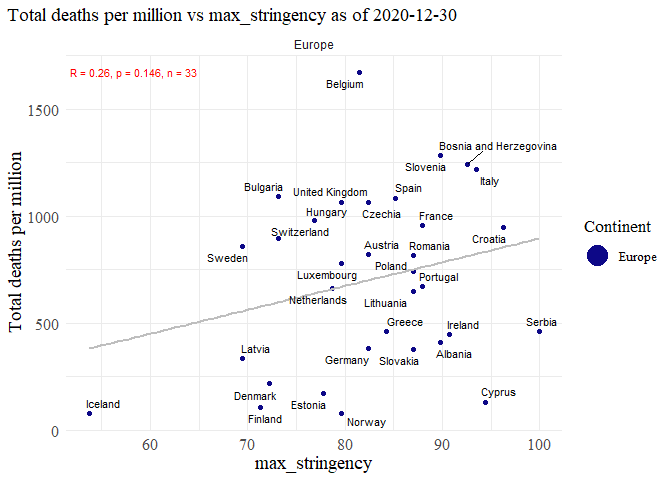 Total deaths per million vs max_stringency as of 2020-12-30
Europe
R = 0.26, p = 0.146, n = 33
Belgium
1500
Bosnia and Herzegovina
Slovenia
Italy
Bulgaria
United Kingdom
Spain
Hungary
Czechia
France
1000
Switzerland
Croatia
Sweden
Austria
Romania
Poland
Luxembourg
Portugal
Netherlands
Lithuania
500
Greece
Ireland
Serbia
Latvia
Germany
Slovakia
Albania
Denmark
Estonia
Cyprus
Iceland
Finland
Norway
0
60 70 80 90 100
max_stringency
Total deaths per million
Continent
Europe